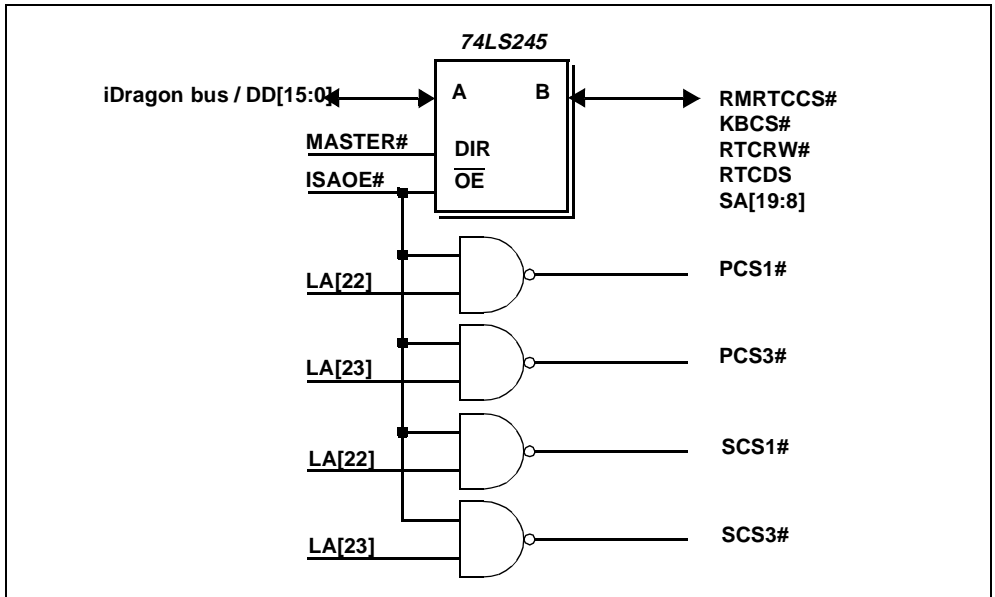 74LS245
iDragon bus / DD[15:0]
A B
RMRTCCS#
KBCS#
RTCRW#
RTCDS
SA[19:8]
MASTER#
DIR
ISAOE#
OE
LA[22]
PCS1#
LA[23]
PCS3#
LA[22]
SCS1#
LA[23]
SCS3#